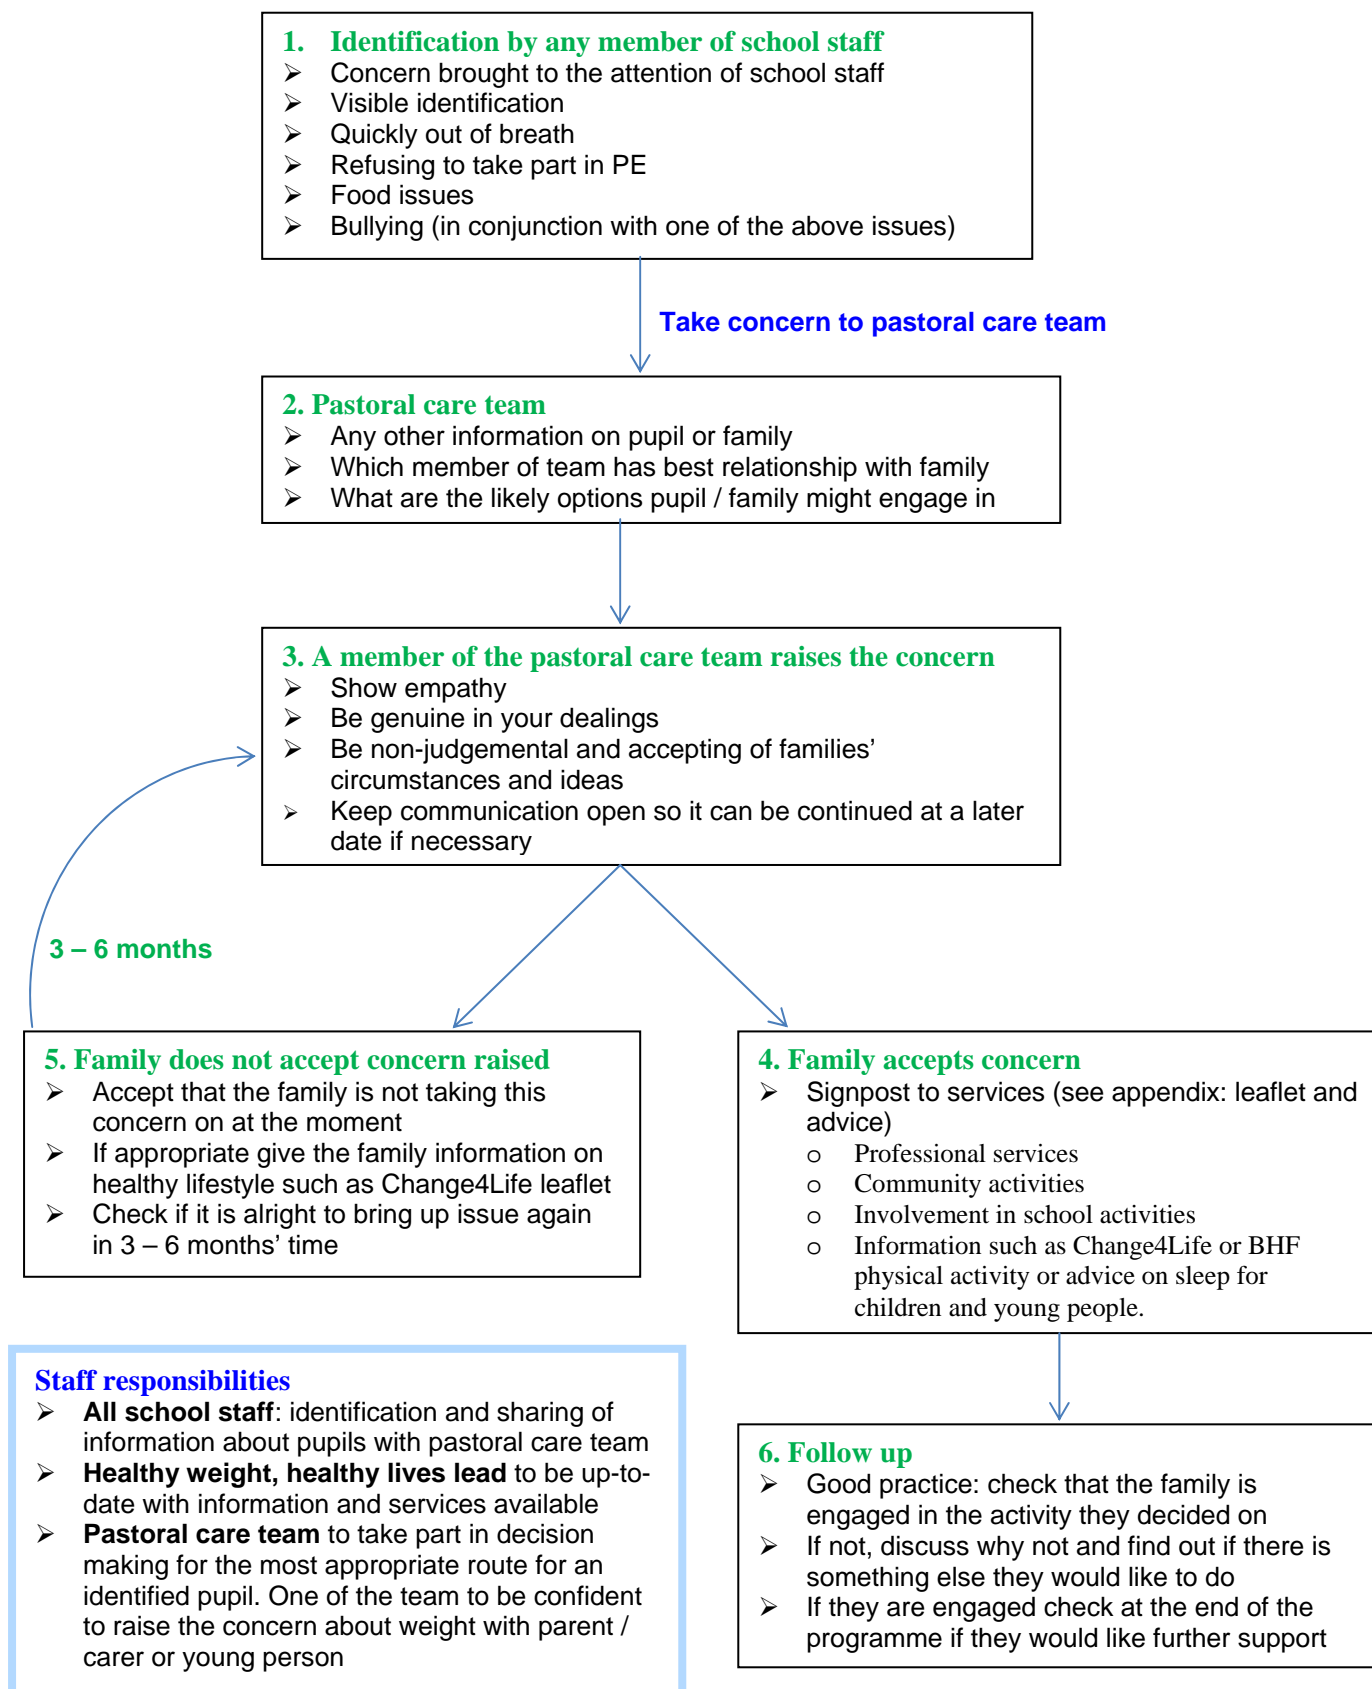 1. Identification by any member of school staff
➢ Concern brought to the attention of school staff
➢ Visible identification
➢ Quickly out of breath
➢ Refusing to take part in PE
➢ Food issues
➢ Bullying (in conjunction with one of the above issues)
Take concern to pastoral care team
2. Pastoral care team
➢ Any other information on pupil or family
➢ Which member of team has best relationship with family
➢ What are the likely options pupil / family might engage in
3. A member of the pastoral care team raises the concern
➢ Show empathy
➢ Be genuine in your dealings
➢ Be non-judgemental and accepting of families’
circumstances and ideas
➢ Keep communication open so it can be continued at a later
date if necessary
3 – 6 months
5. Family does not accept concern raised
➢ Accept that the family is not taking this
concern on at the moment
➢ If appropriate give the family information on
healthy lifestyle such as Change4Life leaflet
➢ Check if it is alright to bring up issue again
in 3 – 6 months’ time
4. Family accepts concern
➢ Signpost to services (see appendix: leaflet and
advice)
o Professional services
o Community activities
o Involvement in school activities
o Information such as Change4Life or BHF
physical activity or advice on sleep for
children and young people.
Staff responsibilities
➢ All school staff: identification and sharing of
information about pupils with pastoral care team
➢ Healthy weight, healthy lives lead to be up-to-
date with information and services available
➢ Pastoral care team to take part in decision
making for the most appropriate route for an
identified pupil. One of the team to be confident
to raise the concern about weight with parent /
carer or young person
6. Follow up
➢ Good practice: check that the family is
engaged in the activity they decided on
➢ If not, discuss why not and find out if there is
something else they would like to do
➢ If they are engaged check at the end of the
programme if they would like further support